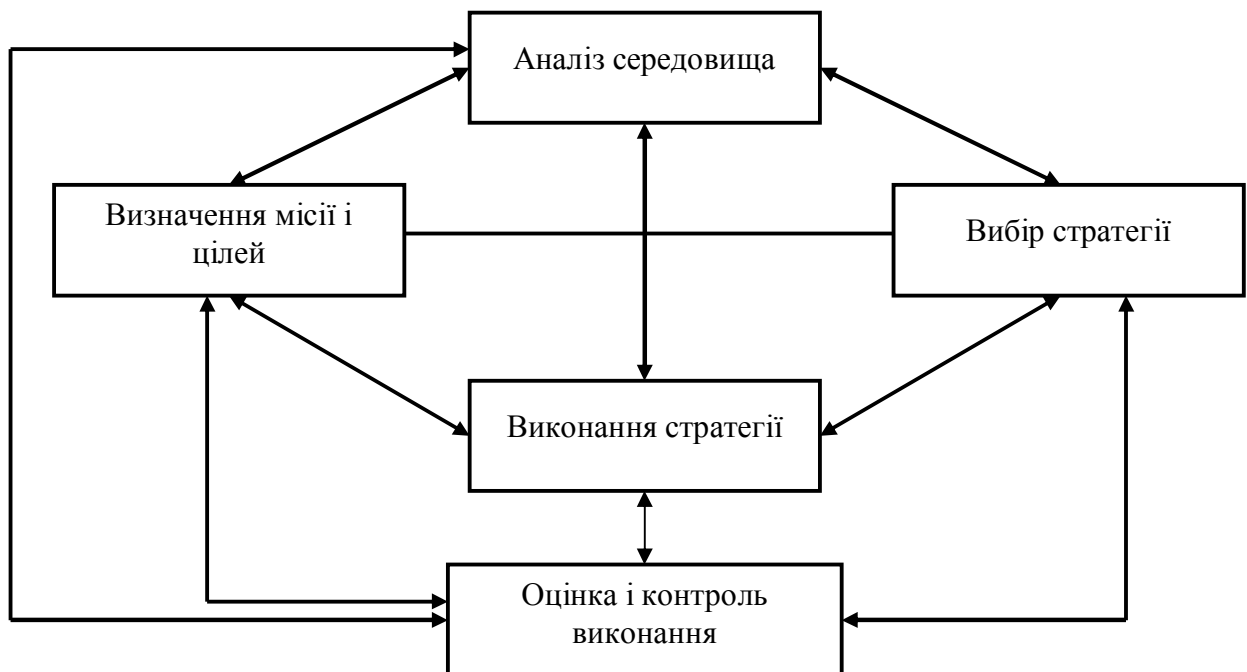 Аналіз середовища
Визначення місії і
цілей
Вибір стратегії
Виконання стратегії
Оцінка і контроль
виконання